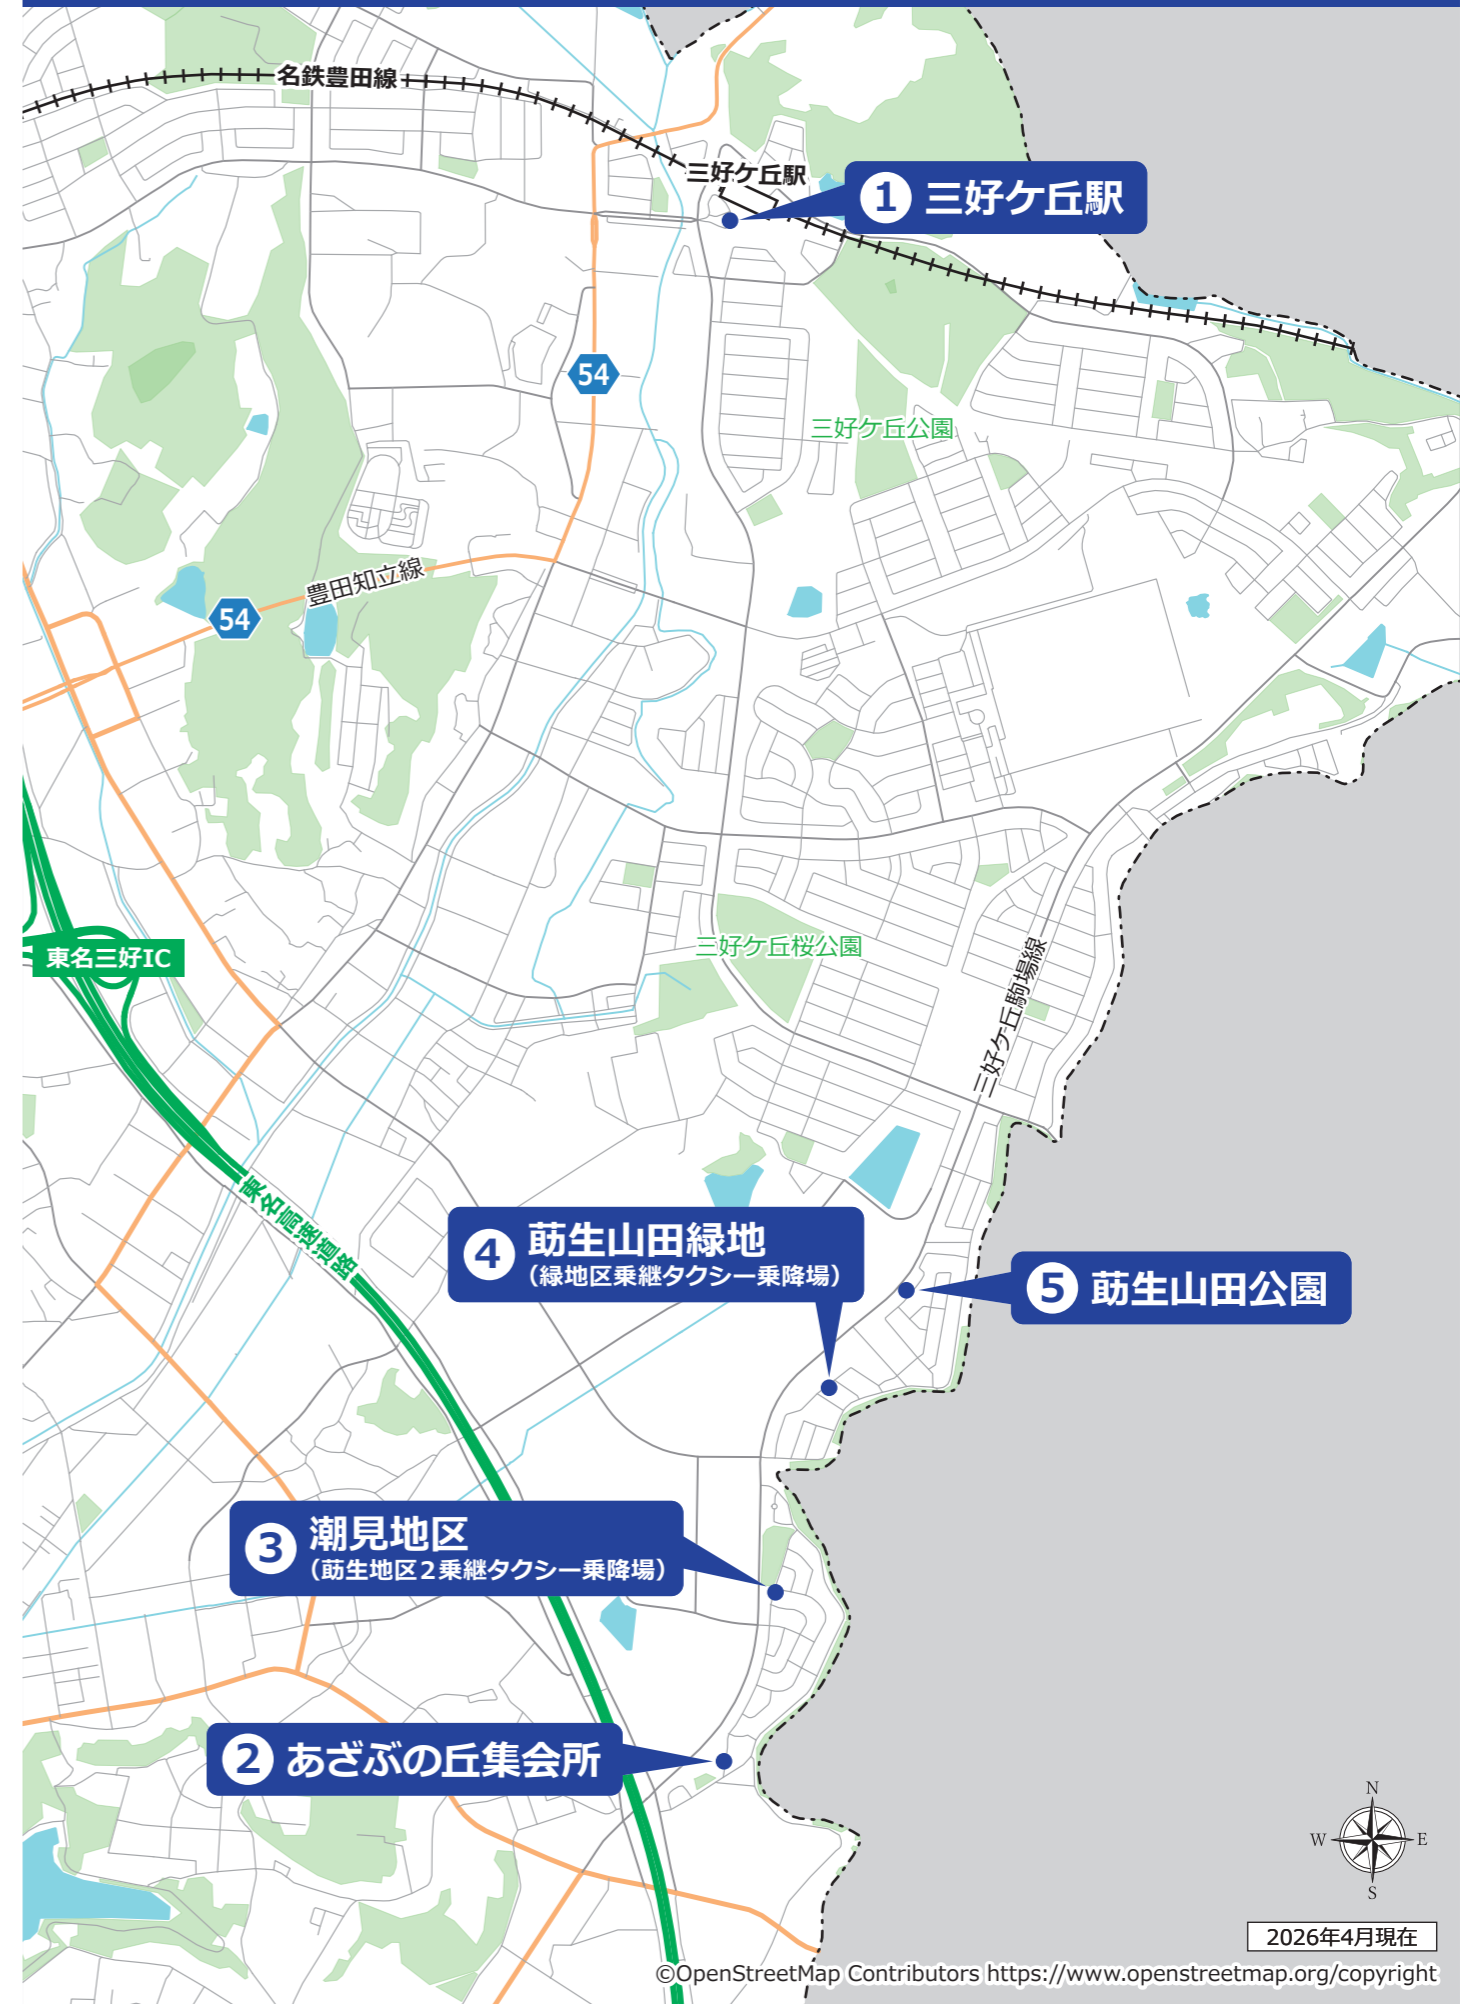 名鉄豊田線
三好ケ丘駅
1 三好ケ丘駅
54
三好ケ丘公園
豊田知立線
54
東名三好IC
三好ケ丘桜公園
三好ケ丘駒場線
東名高速道路
4 莇生山田緑地
（緑地区乗継タクシー乗降場）
5 莇生山田公園
3 潮見地区
（莇生地区2乗継タクシー乗降場）
2 あざぶの丘集会所
N
W E
S
2026年4月現在
©OpenStreetMap Contributors https://www.openstreetmap.org/copyright